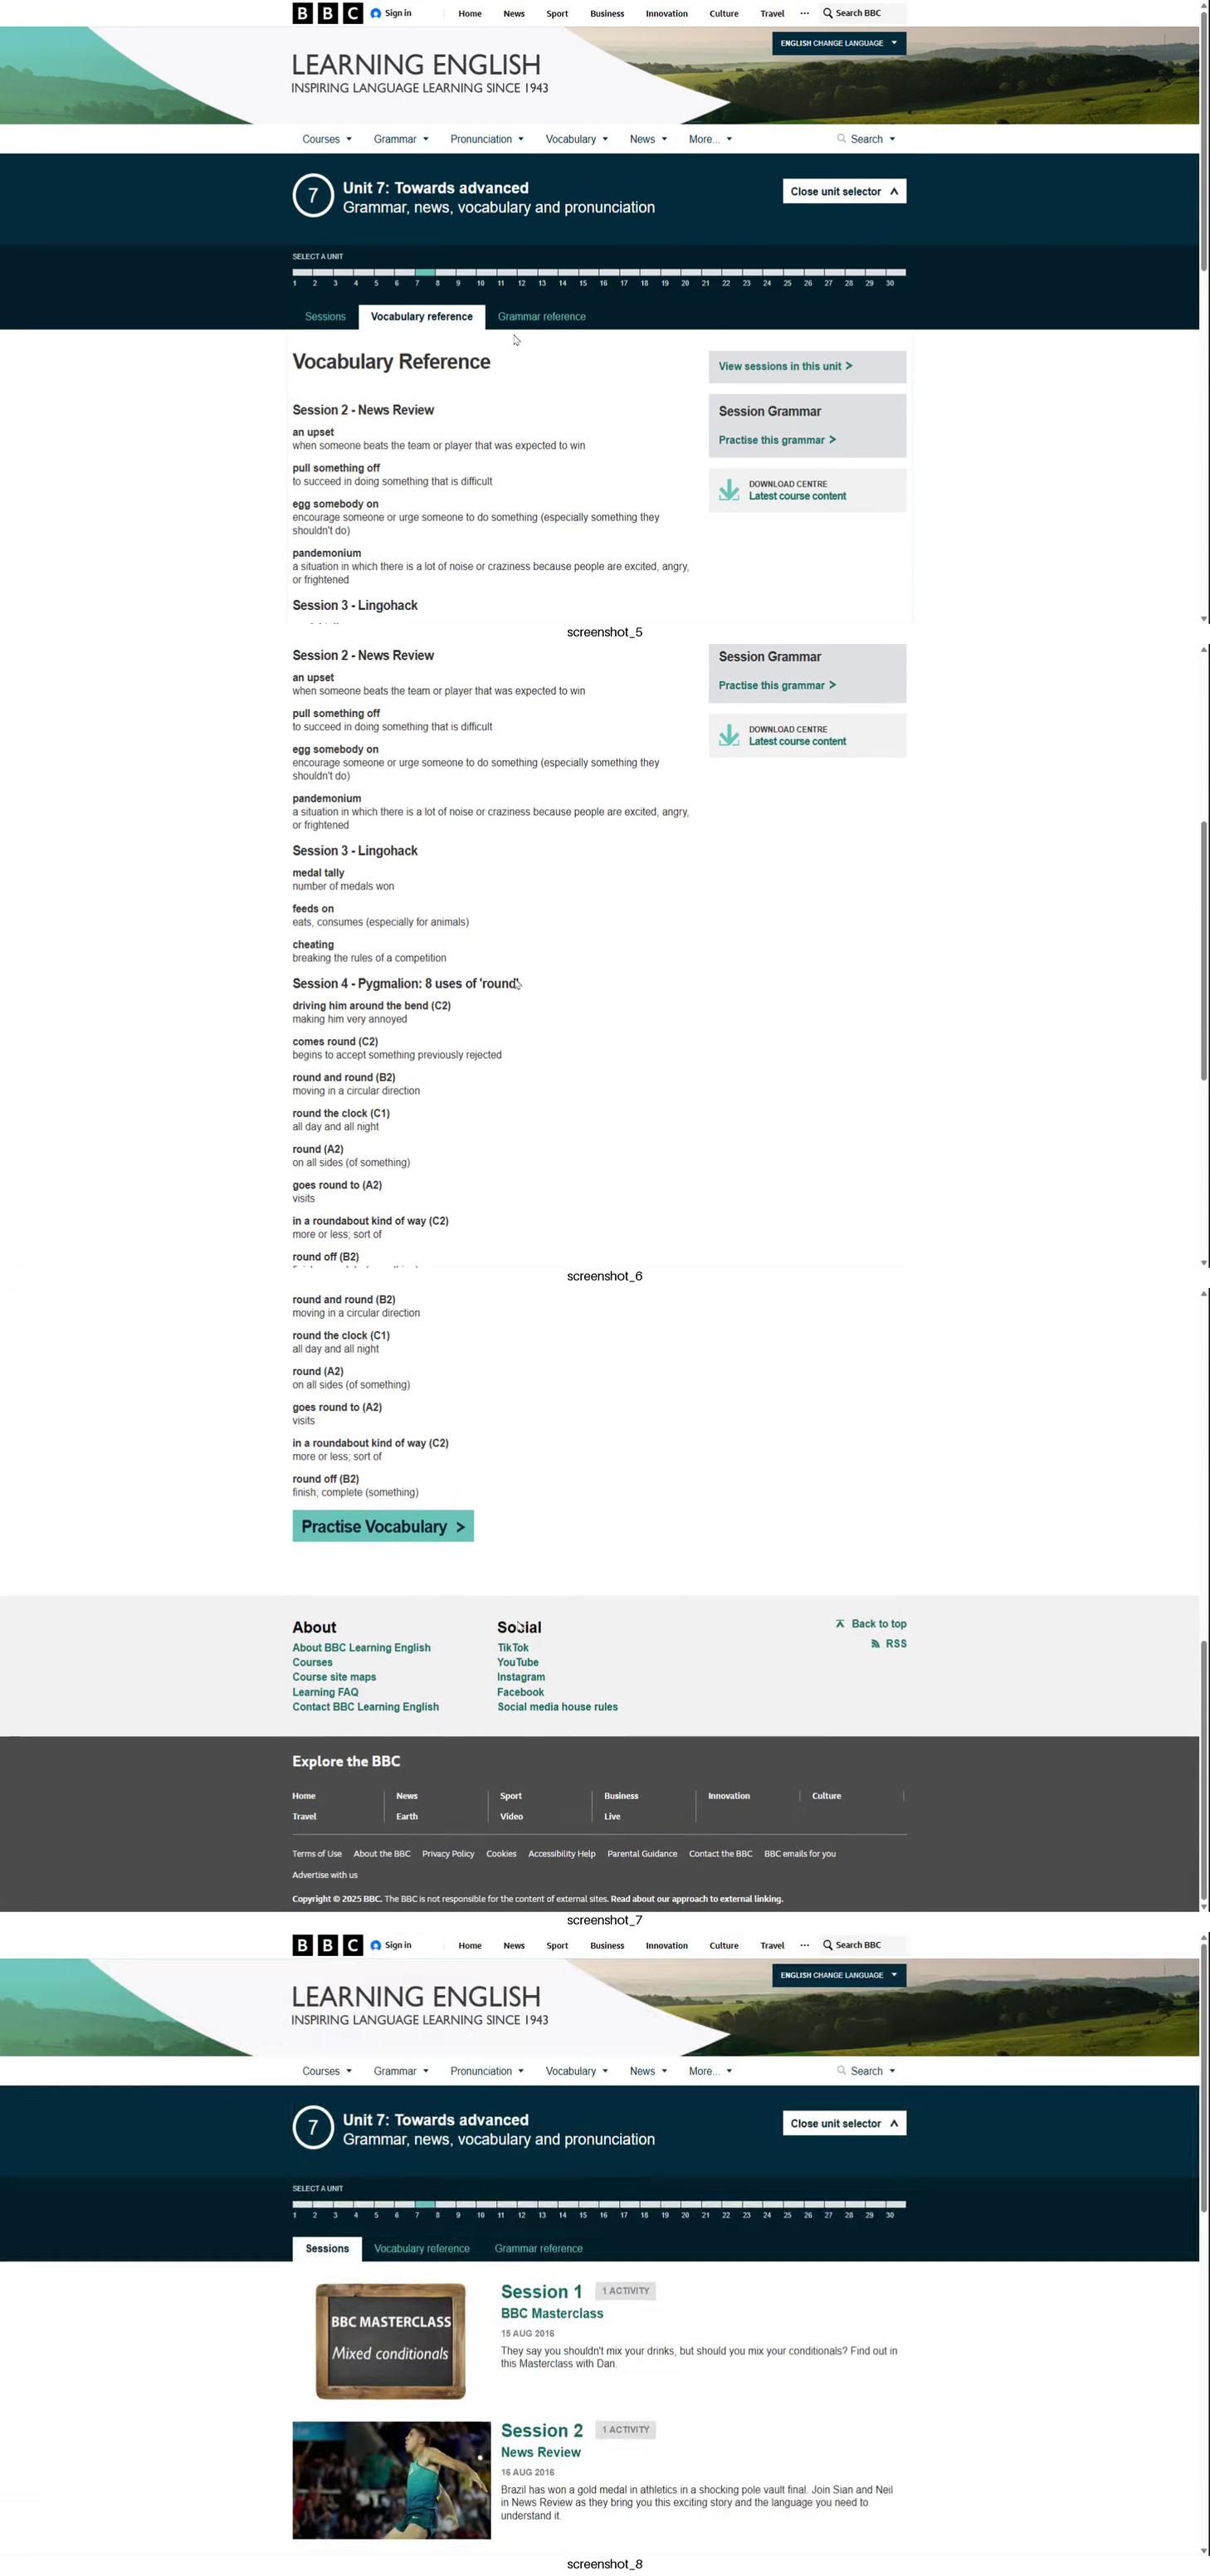 BBC Sign in Home News Sport Business Innovation Culture Travel ... Search BBC
ENGLISH CHANGE LANGUAGE
LEARNING ENGLISH
INSPIRING LANGUAGE LEARNING SINCE 1943
Courses Grammar Pronunciation Vocabulary News More... Search
7 Unit 7: Towards advanced
Grammar, news, vocabulary and pronunciation
Close unit selector
SELECT A UNIT
1 2 3 4 5 6 7 8 9 10 11 12 13 14 15 16 17 18 19 20 21 22 23 24 25 26 27 28 29 30
Sessions Vocabulary reference Grammar reference
Vocabulary Reference
View sessions in this unit >
Session Grammar
Practise this grammar >
DOWNLOAD CENTRE
Latest course content
Session 2 - News Review
an upset
when someone beats the team or player that was expected to win
pull something off
to succeed in doing something that is difficult
egg somebody on
encourage someone or urge someone to do something (especially something they
shouldn't do)
pandemonium
a situation in which there is a lot of noise or craziness because people are excited, angry,
or frightened
Session 3 - Lingohack
screenshot_5
Session 2 - News Review
Session Grammar
Practise this grammar >
DOWNLOAD CENTRE
Latest course content
an upset
when someone beats the team or player that was expected to win
pull something off
to succeed in doing something that is difficult
egg somebody on
encourage someone or urge someone to do something (especially something they
shouldn't do)
pandemonium
a situation in which there is a lot of noise or craziness because people are excited, angry,
or frightened
Session 3 - Lingohack
medal tally
number of medals won
feeds on
eats, consumes (especially for animals)
cheating
breaking the rules of a competition
Session 4 - Pygmalion: 8 uses of 'round'
driving him around the bend (C2)
making him very annoyed
comes round (C2)
begins to accept something previously rejected
round and round (B2)
moving in a circular direction
round the clock (C1)
all day and all night
round (A2)
on all sides (of something)
goes round to (A2)
visits
in a roundabout kind of way (C2)
more or less; sort of
round off (B2)
screenshot_6
round and round (B2)
moving in a circular direction
round the clock (C1)
all day and all night
round (A2)
on all sides (of something)
goes round to (A2)
visits
in a roundabout kind of way (C2)
more or less; sort of
round off (B2)
finish; complete (something)
Practise Vocabulary >
About Social Back to top
About BBC Learning English TikTok RSS
Courses YouTube
Course site maps Instagram
Learning FAQ Facebook
Contact BBC Learning English Social media house rules
Explore the BBC
Home News Sport Business Innovation Culture
Travel Earth Video Live
Terms of Use About the BBC Privacy Policy Cookies Accessibility Help Parental Guidance Contact the BBC BBC emails for you
Advertise with us
Copyright © 2025 BBC. The BBC is not responsible for the content of external sites. Read about our approach to external linking.
screenshot_7
BBC Sign in Home News Sport Business Innovation Culture Travel ... Search BBC
ENGLISH CHANGE LANGUAGE
LEARNING ENGLISH
INSPIRING LANGUAGE LEARNING SINCE 1943
Courses Grammar Pronunciation Vocabulary News More... Search
7 Unit 7: Towards advanced
Grammar, news, vocabulary and pronunciation
Close unit selector
SELECT A UNIT
1 2 3 4 5 6 7 8 9 10 11 12 13 14 15 16 17 18 19 20 21 22 23 24 25 26 27 28 29 30
Sessions Vocabulary reference Grammar reference
BBC MASTERCLASS
Mixed conditionals
Session 1 1 ACTIVITY
BBC Masterclass
15 AUG 2016
They say you shouldn't mix your drinks, but should you mix your conditionals? Find out in
this Masterclass with Dan.
Session 2 1 ACTIVITY
News Review
16 AUG 2016
Brazil has won a gold medal in athletics in a shocking pole vault final. Join Sian and Neil
in News Review as they bring you this exciting story and the language you need to
understand it.
screenshot_8